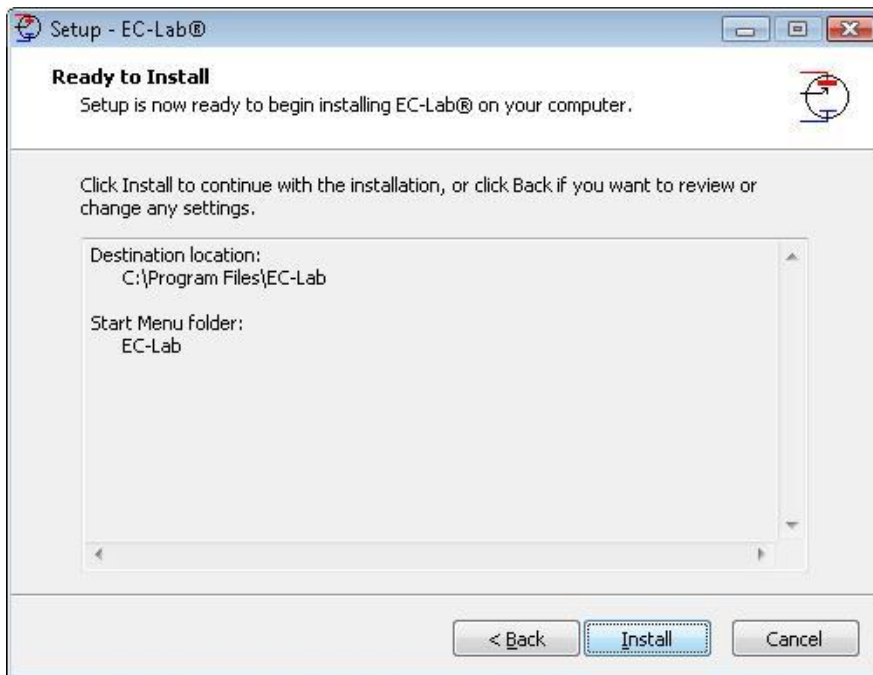 Setup - EC-Lab®
Ready to Install
Setup is now ready to begin installing EC-Lab® on your computer.
Click Install to continue with the installation, or click Back if you want to review or
change any settings.
Destination location:
C:\Program Files\EC-Lab
Start Menu folder:
EC-Lab
< Back
Install
Cancel